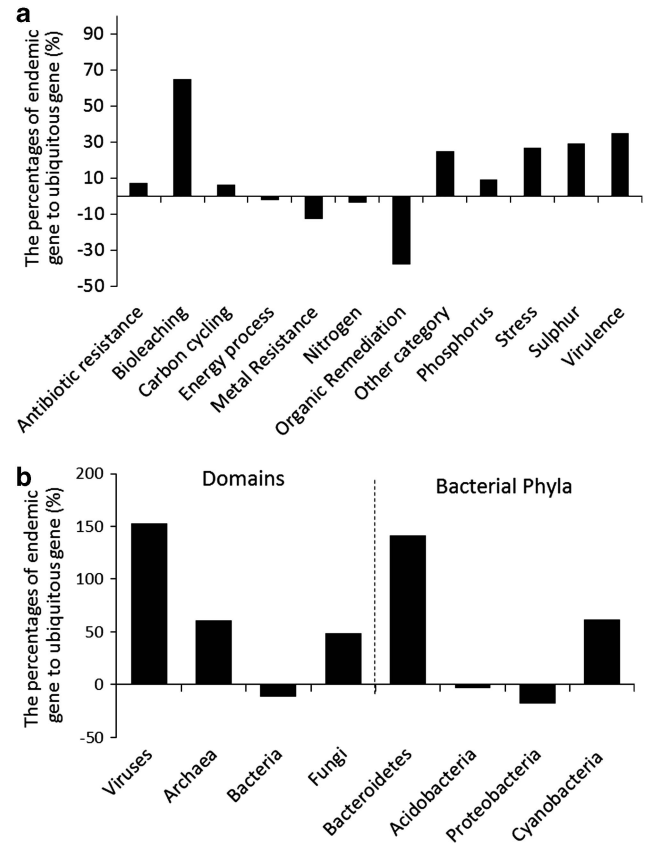 a
The percentages of endemic
gene to ubiquitous gene (%)
90
70
50
30
10
-10
-30
-50
Antibiotic resistance
Bioleaching
Carbon cycling
Energy process
Metal Resistance
Nitrogen
Organic Remediation
Other category
Phosphorus
Stress
Sulphur
Virulence
b
The percentages of endemic
gene to ubiquitous gene (%)
200
150
100
50
0
-50
Domains
Bacterial Phyla
Viruses
Archaea
Bacteria
Fungi
Bacteroidetes
Acidobacteria
Proteobacteria
Cyanobacteria